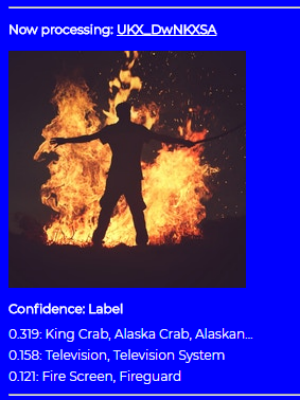 Now processing: UKX_DwNKXSA
Confidence: Label
0.319: King Crab, Alaska Crab, Alaskan...
0.158: Television, Television System
0.121: Fire Screen, Fireguard